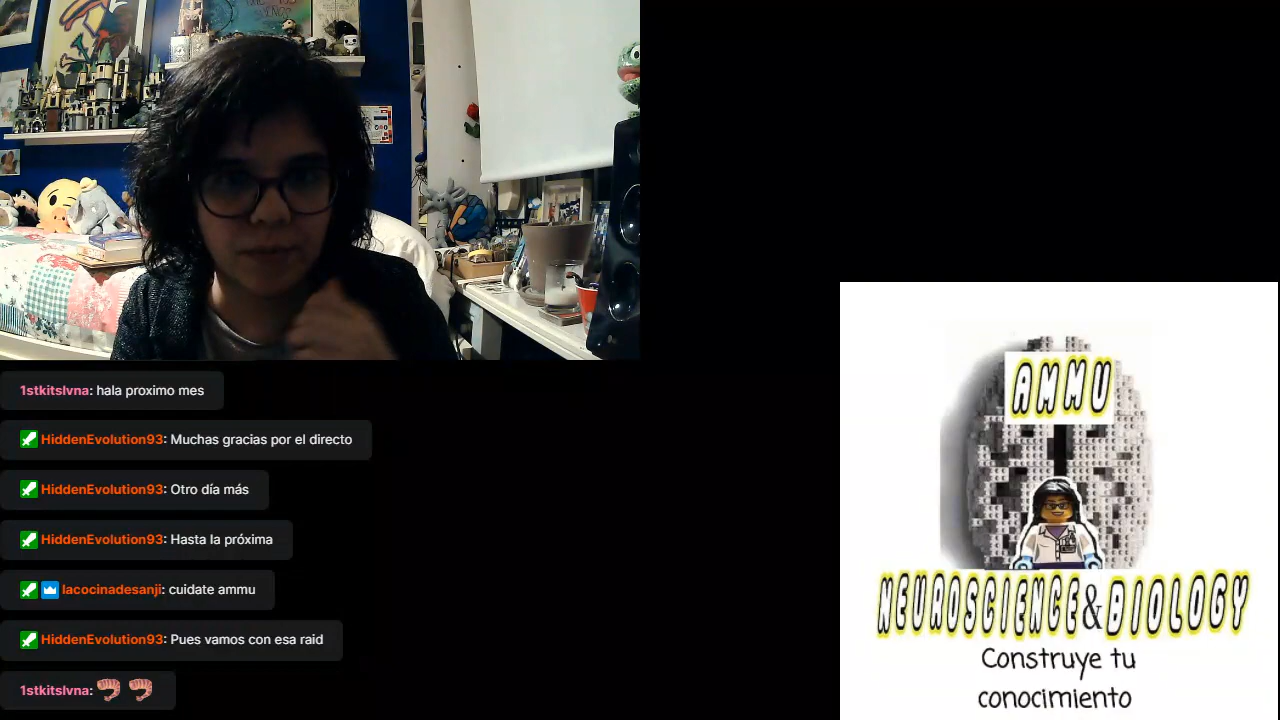 1stkitslvna: hala proximo mes
HiddenEvolution93: Muchas gracias por el directo
HiddenEvolution93: Otro día más
HiddenEvolution93: Hasta la próxima
lacocinadesanji: cuidate ammu
HiddenEvolution93: Pues vamos con esa raid
1stkitslvna:
AMMU
NEUROSCIENCE&BIOLOGY
Construye tu
conocimiento